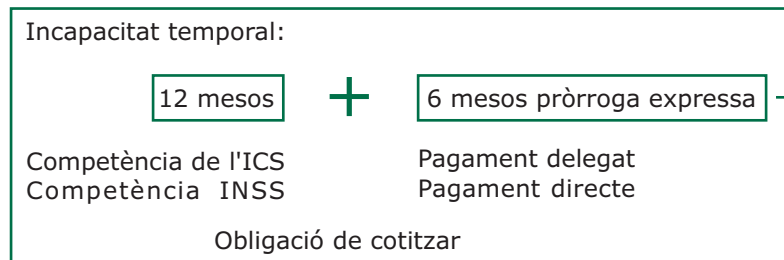 Incapacitat temporal:
12 mesos + 6 mesos pròrroga expressa
Competència de l'ICS Pagament delegat
Competència INSS Pagament directe
Obligació de cotitzar